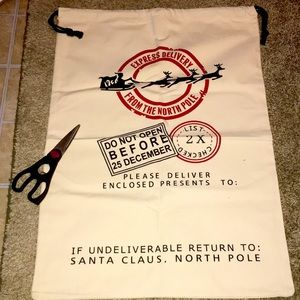 EXPRESS DELIVERY
FROM THE NORTH POLE
DO NOT OPEN
BEFORE
25 DECEMBER
LIST
2X
CHECKED
PLEASE DELIVER
ENCLOSED PRESENTS TO:
IF UNDELIVERABLE RETURN TO:
SANTA CLAUS. NORTH POLE